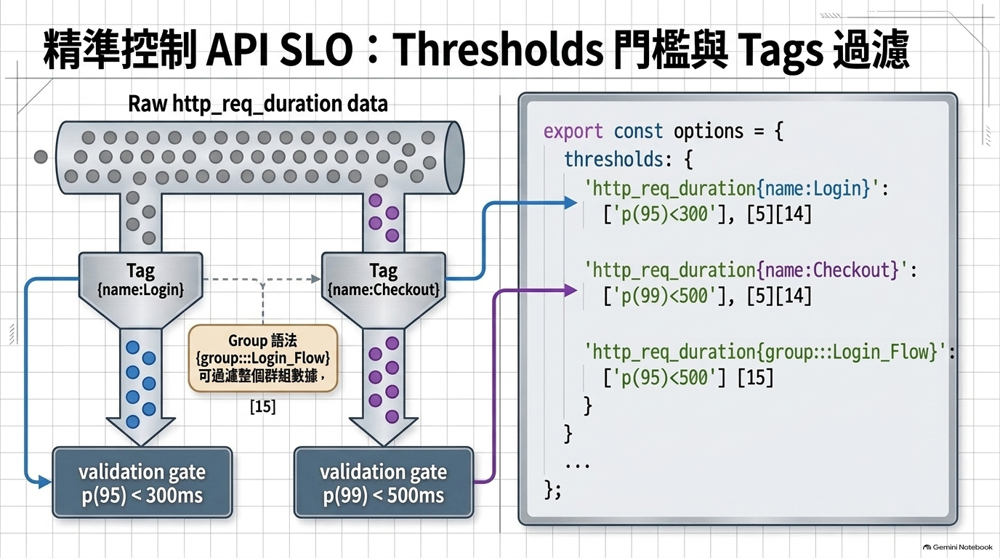 精準控制 API SLO：Thresholds 門檻與 Tags 過濾
Raw http_req_duration data
Tag
{name:Login}
Tag
{name:Checkout}
Group 語法
{group:::Login_Flow}
可過濾整個群組數據，
[15]
validation gate
p(95) < 300ms
validation gate
p(99) < 500ms
export const options = {
thresholds: {
'http_req_duration{name:Login}':
['p(95)<300'], [5][14]
'http_req_duration{name:Checkout}':
['p(99)<500'], [5][14]
'http_req_duration{group:::Login_Flow}':
['p(95)<500'] [15]
}
}
...
};
Gemini Notebook